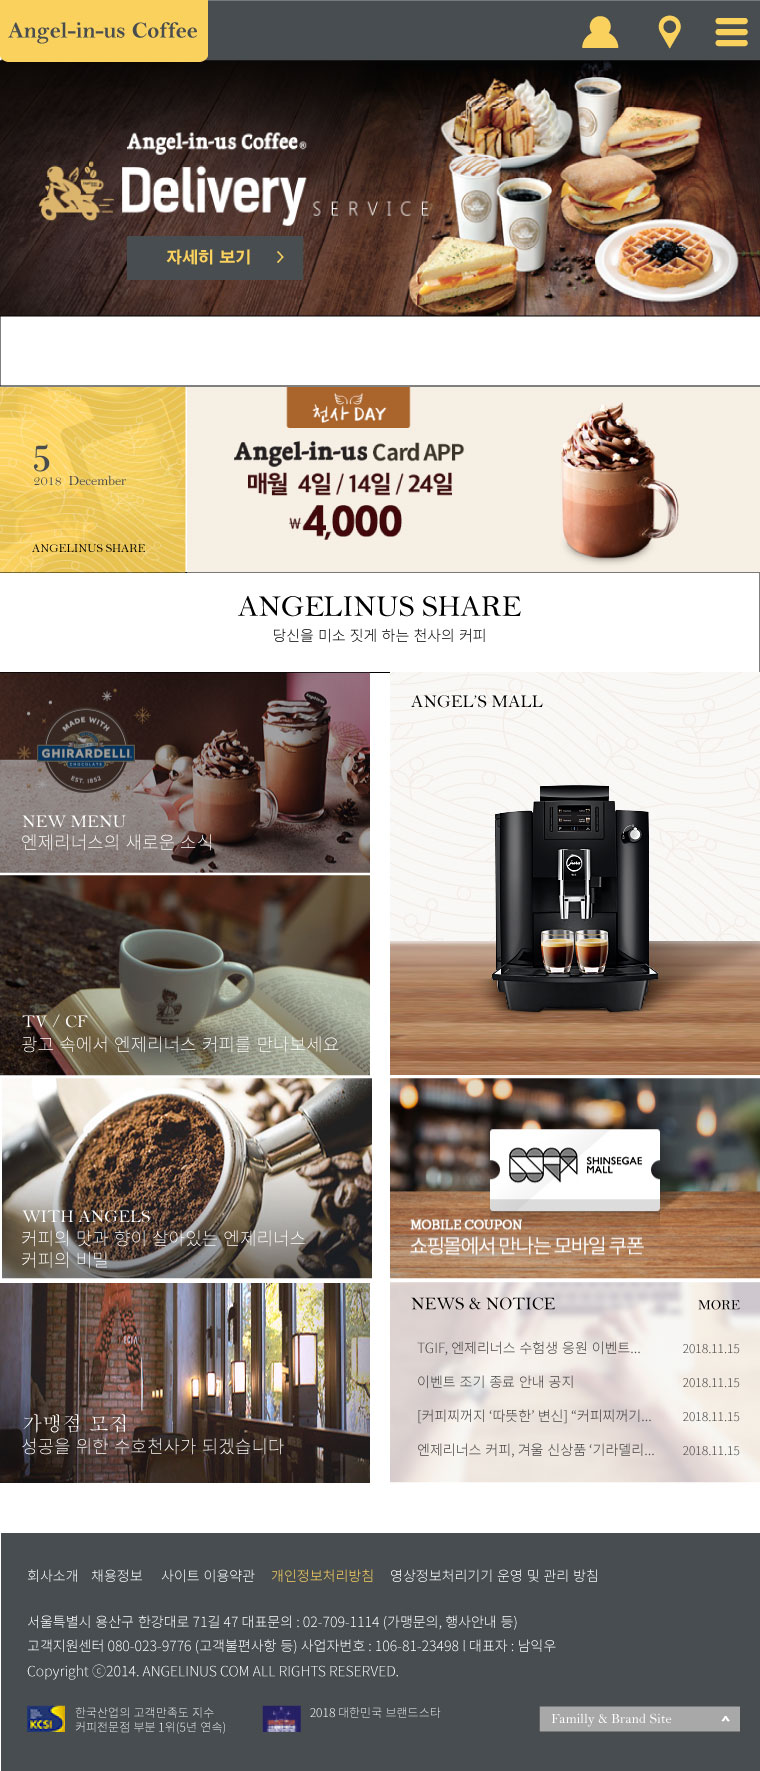 Angel-in-us Coffee
Angel-in-us Coffee®
Delivery SERVICE
자세히 보기
천사 DAY
5
2018 December
ANGELINUS SHARE
Angel-in-us Card APP
매월 4일 / 14일 / 24일
₩4,000
ANGELINUS SHARE
당신을 미소 짓게 하는 천사의 커피
MADE WITH
GHIRARDELLI
CHOCOLATE
EST. 1852
NEW MENU
엔제리너스의 새로운 소식
TV / CF
광고 속에서 엔제리너스 커피를 만나보세요
WITH ANGELS
커피의 맛과 향이 살아있는 엔제리너스
커피의 비밀
가맹점 모집
성공을 위한 수호천사가 되겠습니다
ANGEL'S MALL
jura
SHINSEGAE
MALL
MOBILE COUPON
쇼핑몰에서 만나는 모바일 쿠폰
NEWS & NOTICE MORE
TGIF, 엔제리너스 수험생 응원 이벤트... 2018.11.15
이벤트 조기 종료 안내 공지 2018.11.15
[커피찌꺼지 ‘따뜻한’ 변신] “커피찌꺼기... 2018.11.15
엔제리너스 커피, 겨울 신상품 ‘기라델리... 2018.11.15
회사소개 채용정보 사이트 이용약관 개인정보처리방침 영상정보처리기기 운영 및 관리 방침
서울특별시 용산구 한강대로 71길 47 대표문의 : 02-709-1114 (가맹문의, 행사안내 등)
고객지원센터 080-023-9776 (고객불편사항 등) 사업자번호 : 106-81-23498 l 대표자 : 남익우
Copyright ⓒ2014. ANGELINUS COM ALL RIGHTS RESERVED.
KCSI
한국산업의 고객만족도 지수
커피전문점 부분 1위(5년 연속)
2018 대한민국 브랜드스타
Familly & Brand Site